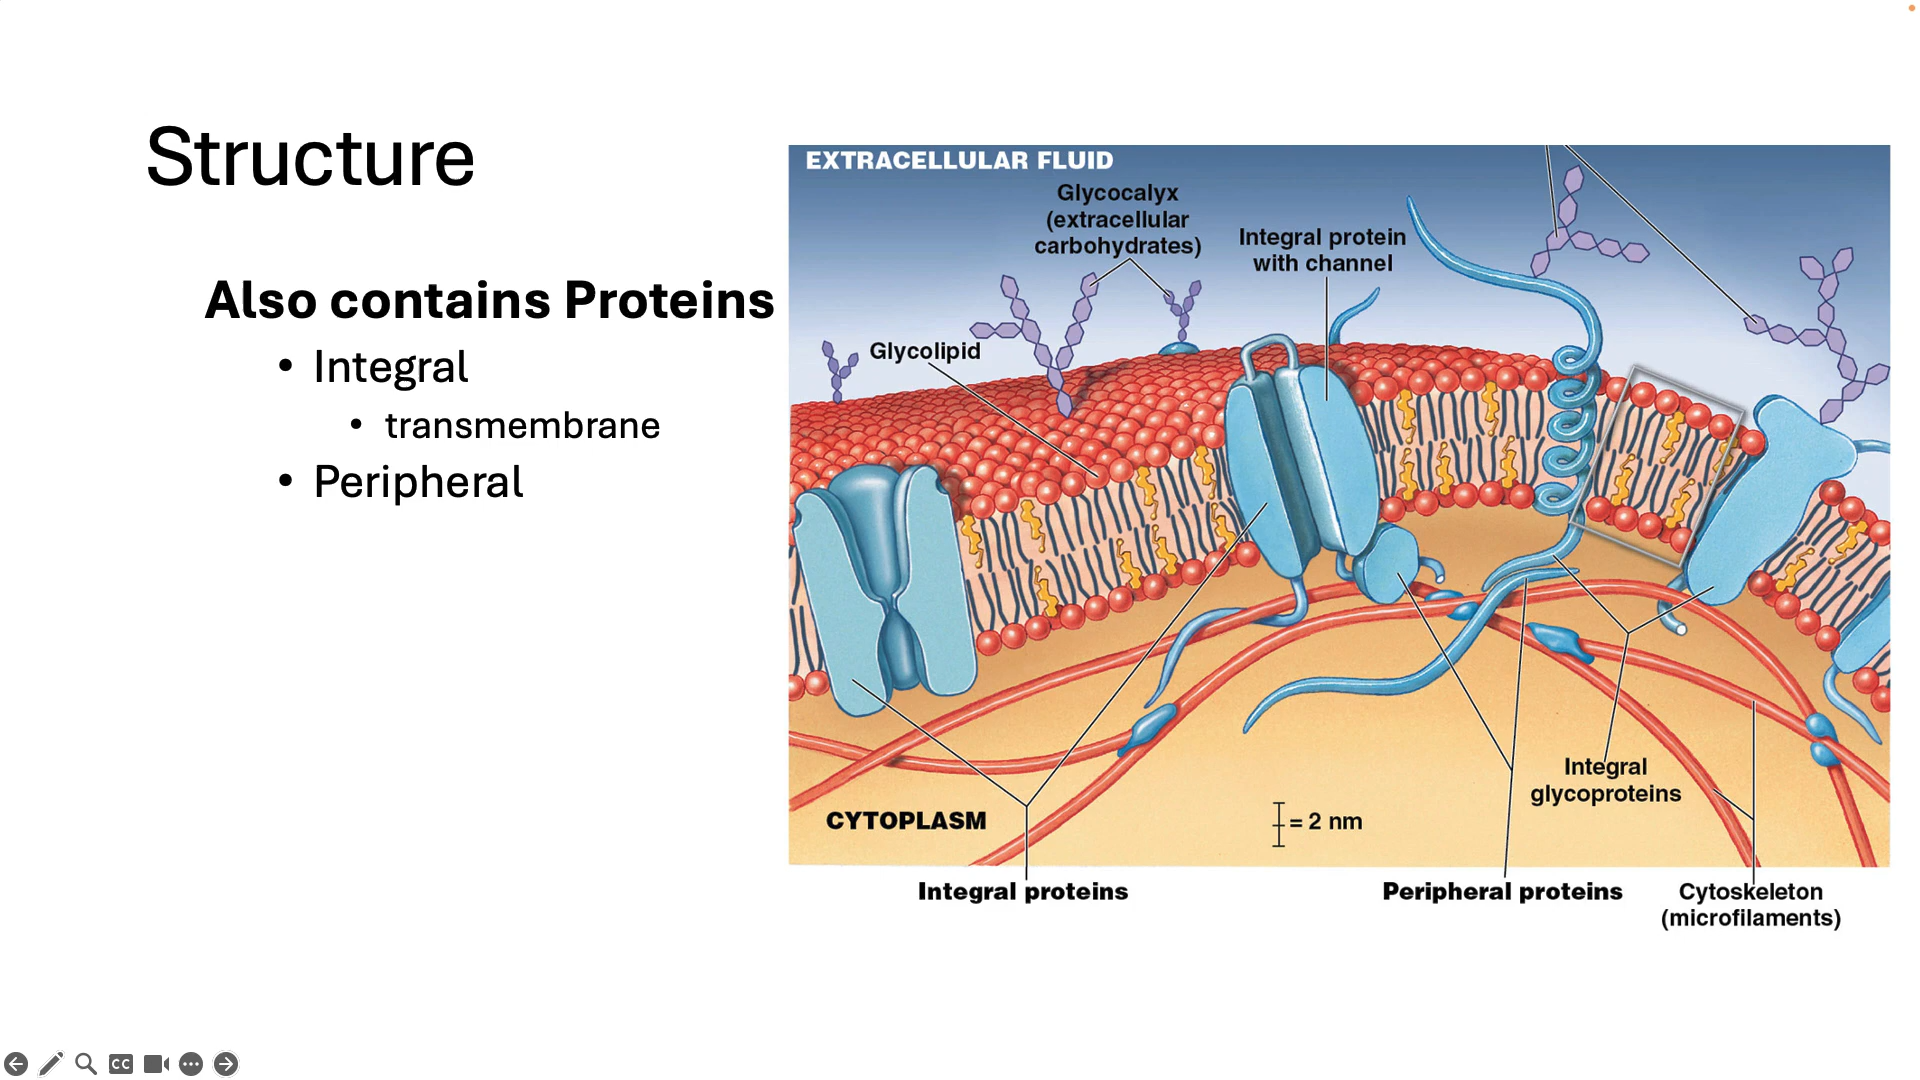 Structure
Also contains Proteins
• Integral
• transmembrane
• Peripheral
EXTRACELLULAR FLUID
Glycocalyx
(extracellular
carbohydrates)
Integral protein
with channel
Glycolipid
Integral
glycoproteins
CYTOPLASM
= 2 nm
Integral proteins
Peripheral proteins
Cytoskeleton
(microfilaments)
CC